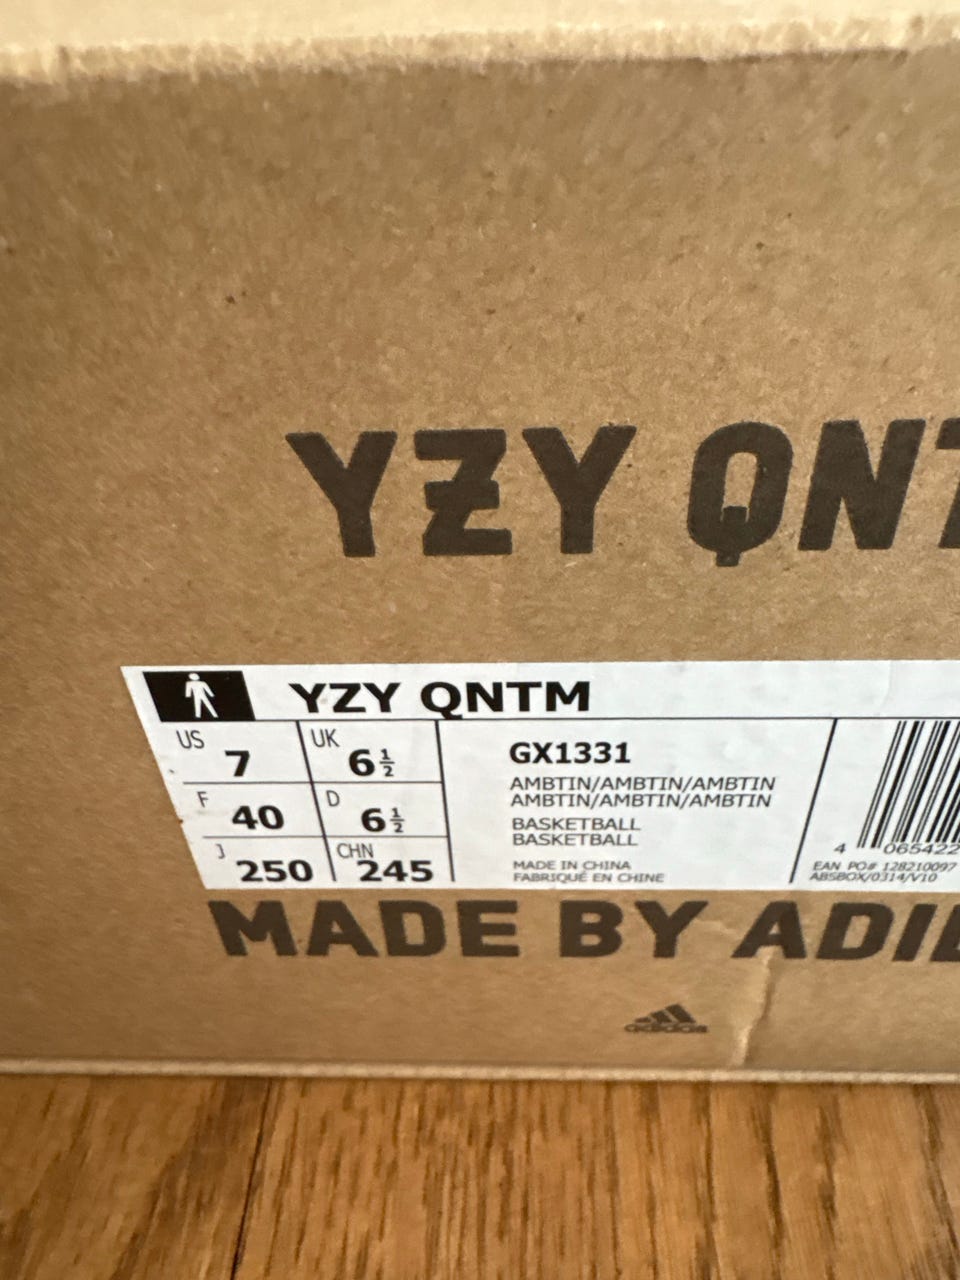 YZY QNT
YZY QNTM
US 7 UK 6½
F 40 D 6½
J 250 CHN 245
GX1331
AMBTIN/AMBTIN/AMBTIN
AMBTIN/AMBTIN/AMBTIN
BASKETBALL
BASKETBALL
MADE IN CHINA
FABRIQUÉ EN CHINE
4 065422
EAN PO# 128210097
ABSBOX/0314/V10
MADE BY ADI
adidas